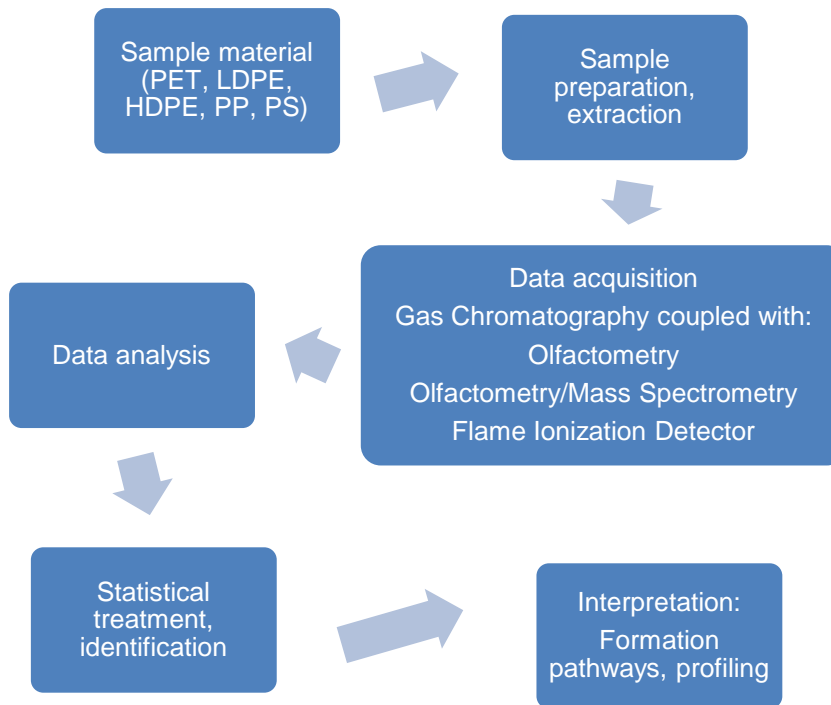 Sample material
(PET, LDPE,
HDPE, PP, PS)
Sample
preparation,
extraction
Data acquisition
Gas Chromatography coupled with:
Olfactometry
Olfactometry/Mass Spectrometry
Flame Ionization Detector
Data analysis
Statistical
treatment,
identification
Interpretation:
Formation
pathways, profiling